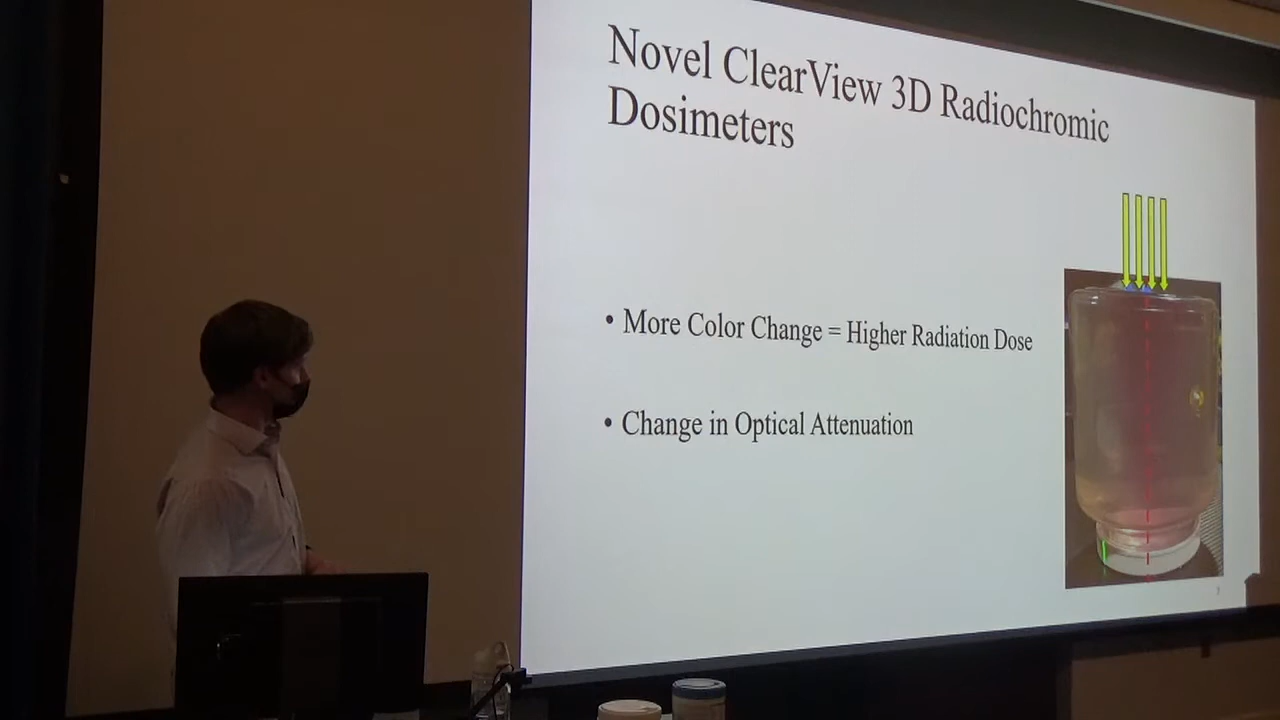 Novel ClearView 3D Radiochromic
Dosimeters
• More Color Change = Higher Radiation Dose
• Change in Optical Attenuation